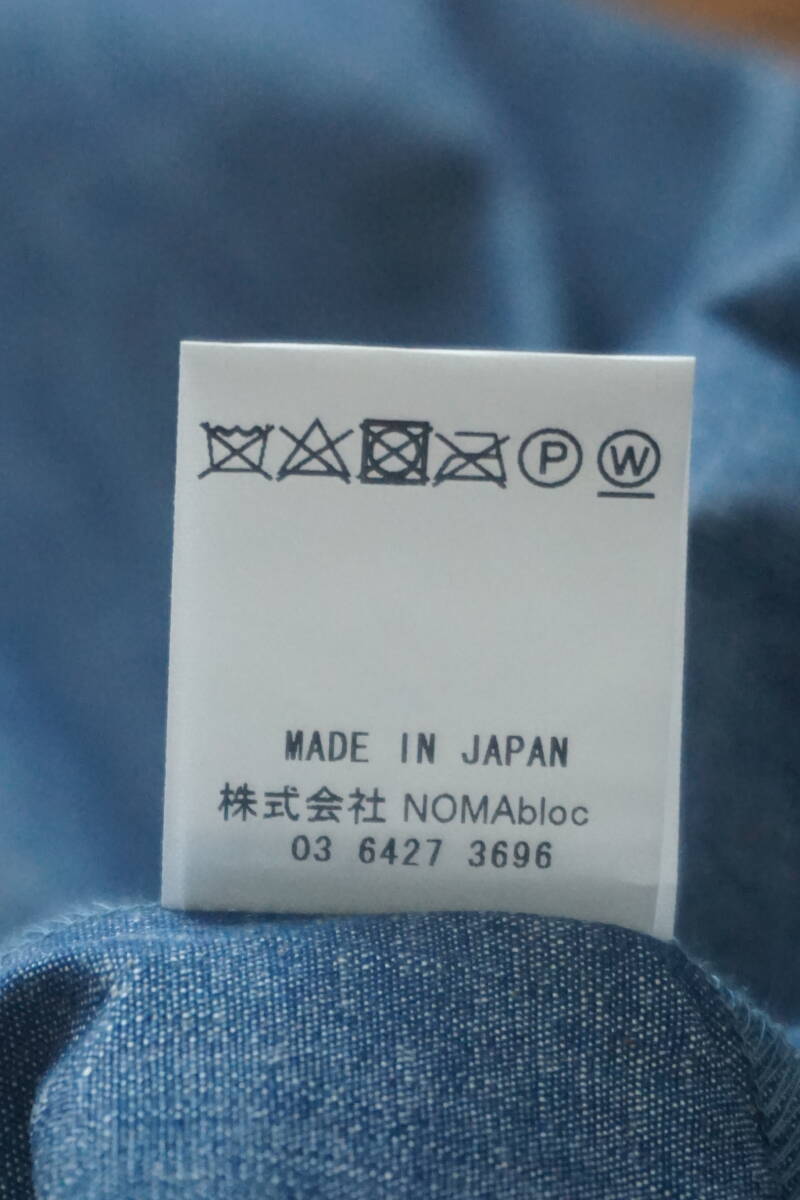 P W
MADE IN JAPAN
株式会社 NOMAbloc
03 6427 3696